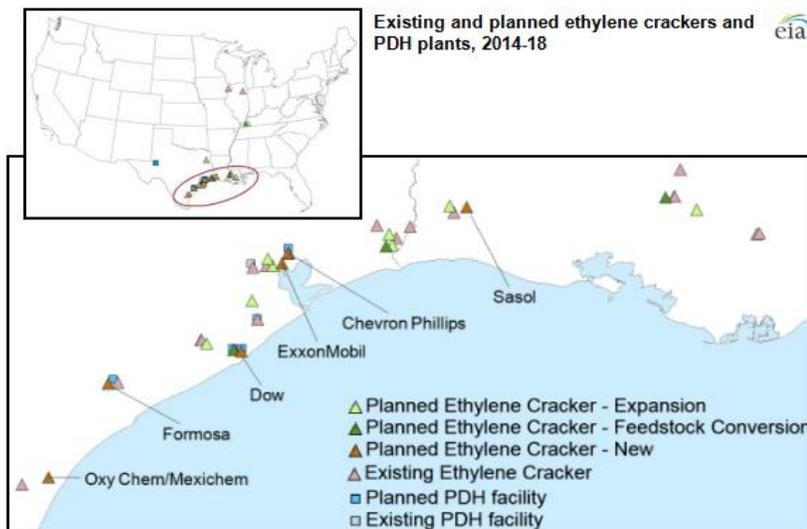 Existing and planned ethylene crackers and
PDH plants, 2014-18
eia
Sasol
Chevron Phillips
ExxonMobil
Dow
Formosa
Oxy Chem/Mexichem
Planned Ethylene Cracker - Expansion
Planned Ethylene Cracker - Feedstock Conversion
Planned Ethylene Cracker - New
Existing Ethylene Cracker
Planned PDH facility
Existing PDH facility